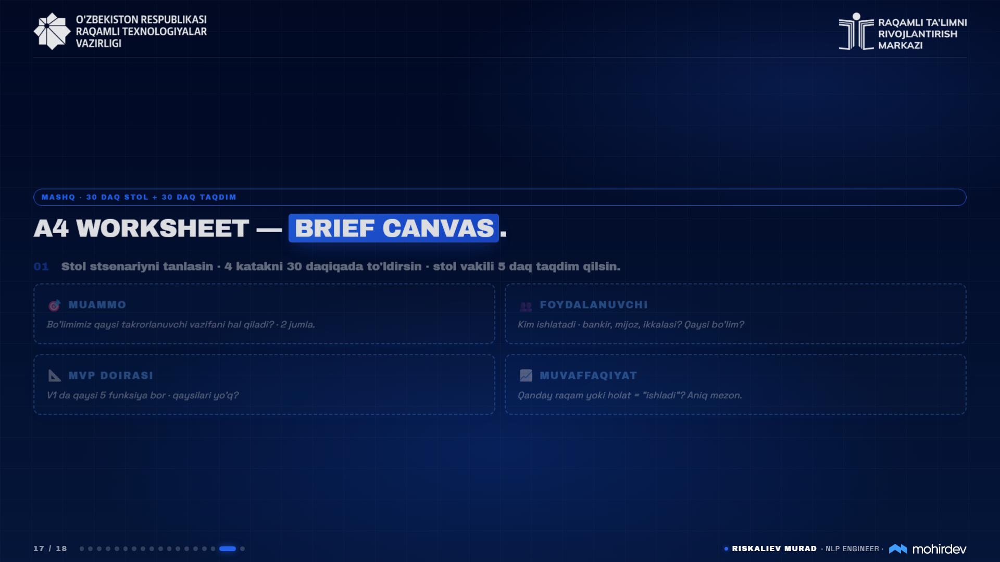 O'ZBEKISTON RESPUBLIKASI
RAQAMLI TEXNOLOGIYALAR
VAZIRLIGI
RAQAMLI TA'LIMNI
RIVOJLANTIRISH
MARKAZI
MASHQ · 30 DAQ STOL + 30 DAQ TAQDIM
A4 WORKSHEET — BRIEF CANVAS.
01 Stol stsenariyni tanlasin · 4 katakni 30 daqiqada to'ldirsin · stol vakili 5 daq taqdim qilsin.
MUAMMO
Bo'limimiz qaysi takrorlanuvchi vazifani hal qiladi? · 2 jumla.
FOYDALANUVCHI
Kim ishlatadi · bankir, mijoz, ikkalasi? Qaysi bo'lim?
MVP DOIRASI
V1 da qaysi 5 funksiya bor · qaysilari yo'q?
MUVAFFAQIYAT
Qanday raqam yoki holat = "ishladi"? Aniq mezon.
17 / 18
RISKALIEV MURAD · NLP ENGINEER ·
mohirdev